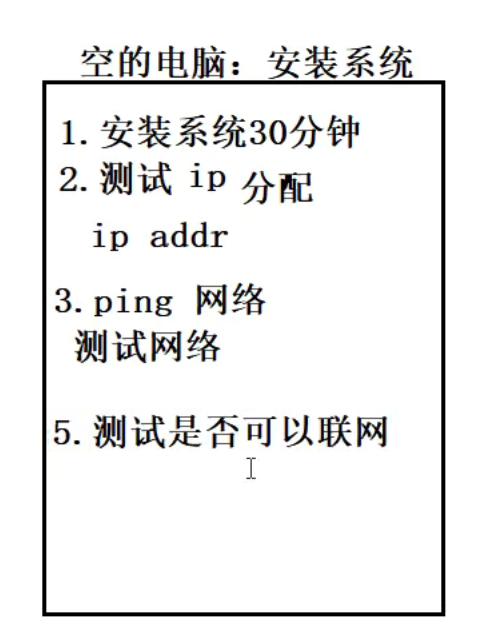 空的电脑：安装系统
1.安装系统30分钟
2.测试 ip 分配
ip addr
3.ping 网络
测试网络
5.测试是否可以联网